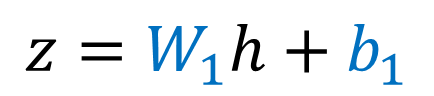 z = W₁h + b₁